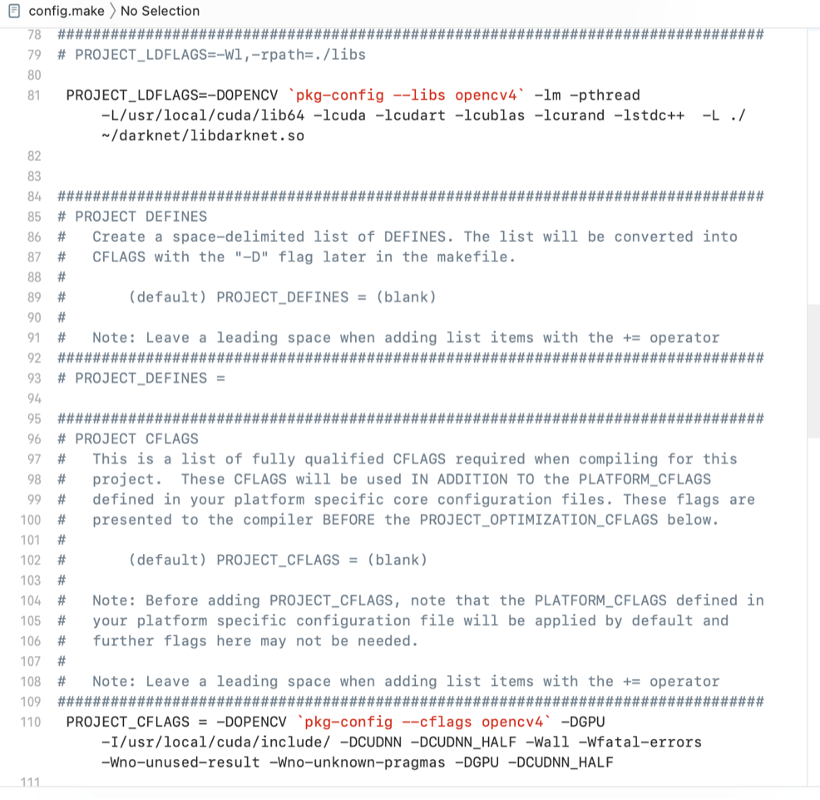 config.make 〉 No Selection
78 ################################################################################
79 # PROJECT_LDFLAGS=-Wl,-rpath=./libs
80
81 PROJECT_LDFLAGS=-DOPENCV `pkg-config --libs opencv4` -lm -pthread
-L/usr/local/cuda/lib64 -lcuda -lcudart -lcublas -lcurand -lstdc++  -L ./
~/darknet/libdarknet.so
82
83
84 ################################################################################
85 # PROJECT DEFINES
86 #   Create a space-delimited list of DEFINES. The list will be converted into
87 #   CFLAGS with the "-D" flag later in the makefile.
88 #
89 #       (default) PROJECT_DEFINES = (blank)
90 #
91 #   Note: Leave a leading space when adding list items with the += operator
92 ################################################################################
93 # PROJECT_DEFINES =
94
95 ################################################################################
96 # PROJECT CFLAGS
97 #   This is a list of fully qualified CFLAGS required when compiling for this
98 #   project.  These CFLAGS will be used IN ADDITION TO the PLATFORM_CFLAGS
99 #   defined in your platform specific core configuration files. These flags are
100 #   presented to the compiler BEFORE the PROJECT_OPTIMIZATION_CFLAGS below.
101 #
102 #       (default) PROJECT_CFLAGS = (blank)
103 #
104 #   Note: Before adding PROJECT_CFLAGS, note that the PLATFORM_CFLAGS defined in
105 #   your platform specific configuration file will be applied by default and
106 #   further flags here may not be needed.
107 #
108 #   Note: Leave a leading space when adding list items with the += operator
109 ################################################################################
110 PROJECT_CFLAGS = -DOPENCV `pkg-config --cflags opencv4` -DGPU
-I/usr/local/cuda/include/ -DCUDNN -DCUDNN_HALF -Wall -Wfatal-errors
-Wno-unused-result -Wno-unknown-pragmas -DGPU -DCUDNN_HALF
111